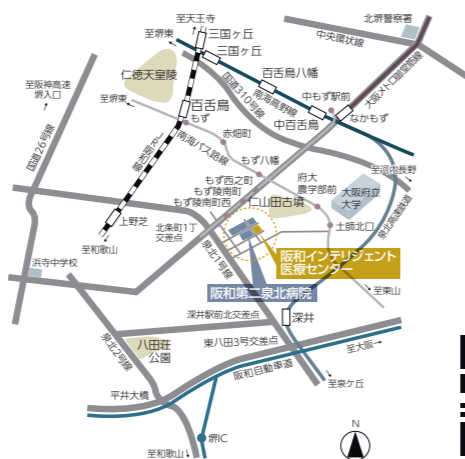 至天王寺
至堺東
三国ヶ丘
三国ヶ丘
北堺警察署
中央環状線
仁徳天皇陵
国道310号線
百舌鳥八幡
南海高野線
大阪メトロ御堂筋線
至阪神高速
堺入口
至堺東
百舌鳥
もず
中もず駅前
なかもず
中百舌鳥
国道26号線
JR阪和線
南海バス路線
赤畑町
もず八幡
至河内長野
もず西之町
もず陵南町
もず陵南町西
府大
農学部前
大阪府立
大学
仁山田古墳
上野芝
北条町1丁
交差点
土師北口
泉北高速鉄道
至和歌山
泉北1号線
浜寺中学校
阪和インテリジェント
医療センター
阪和第二泉北病院
至東山
深井駅前北交差点
深井
泉北2号線
八田荘
公園
東八田3号交差点
至大阪
阪和自動車道
平井大橋
至泉ケ丘
堺IC
至和歌山
N